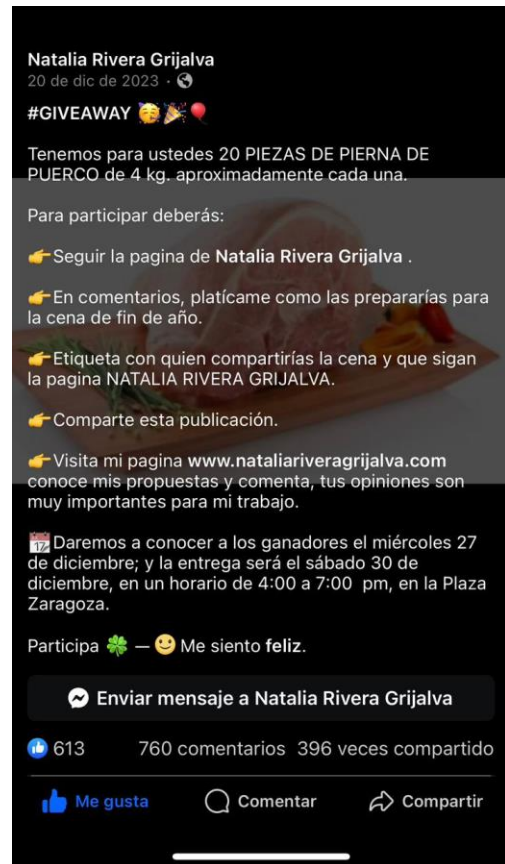 Natalia Rivera Grijalva
20 de dic de 2023 ·
#GIVEAWAY 🥳🎉🎈
Tenemos para ustedes 20 PIEZAS DE PIERNA DE
PUERCO de 4 kg. aproximadamente cada una.
Para participar deberás:
👉Seguir la pagina de Natalia Rivera Grijalva .
👉En comentarios, platícame como las prepararías para
la cena de fin de año.
👉Etiqueta con quien compartirías la cena y que sigan
la pagina NATALIA RIVERA GRIJALVA.
👉Comparte esta publicación.
👉Visita mi pagina www.nataliariveragrijalva.com
conoce mis propuestas y comenta, tus opiniones son
muy importantes para mi trabajo.
📆Daremos a conocer a los ganadores el miércoles 27
de diciembre; y la entrega será el sábado 30 de
diciembre, en un horario de 4:00 a 7:00 pm, en la Plaza
Zaragoza.
Participa 🍀 — 🙂 Me siento feliz.
Enviar mensaje a Natalia Rivera Grijalva
613 760 comentarios 396 veces compartido
Me gusta Comentar Compartir